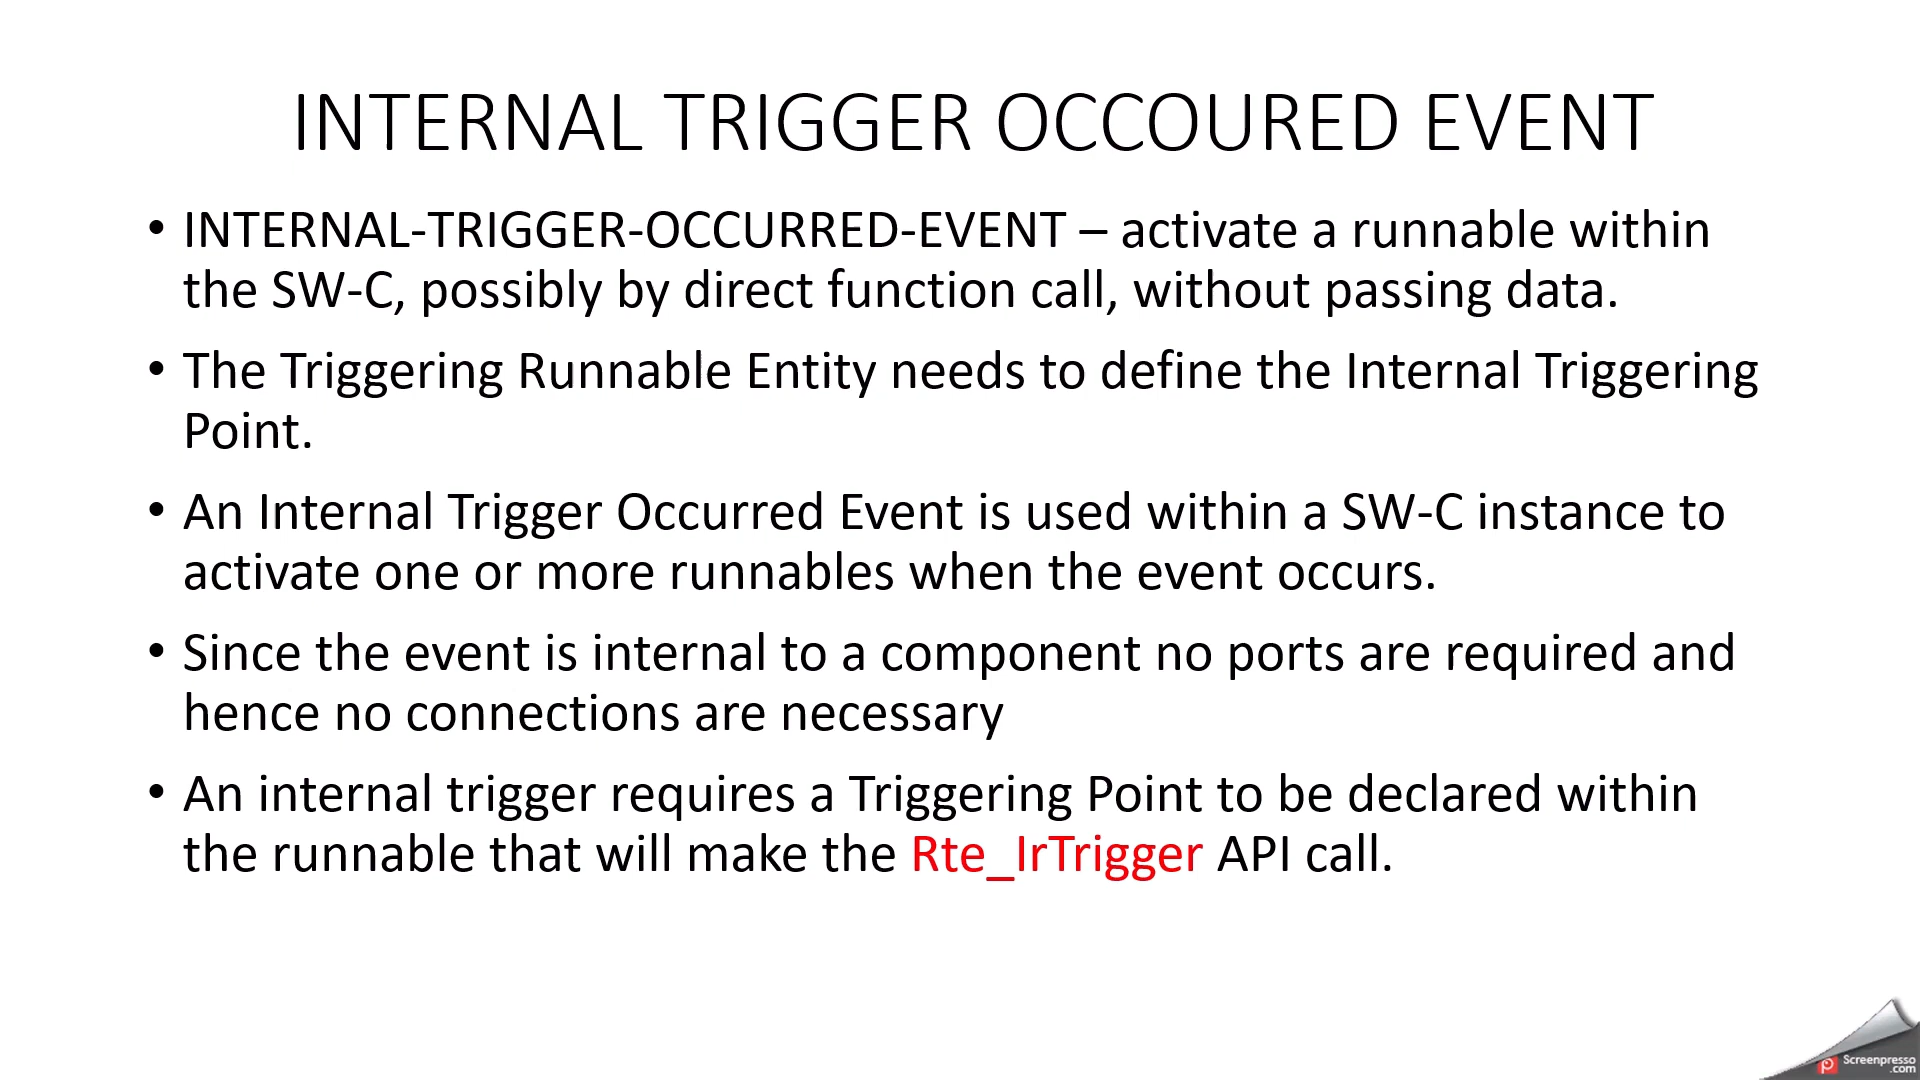 INTERNAL TRIGGER OCCOURED EVENT
• INTERNAL-TRIGGER-OCCURRED-EVENT – activate a runnable within
the SW-C, possibly by direct function call, without passing data.
• The Triggering Runnable Entity needs to define the Internal Triggering
Point.
• An Internal Trigger Occurred Event is used within a SW-C instance to
activate one or more runnables when the event occurs.
• Since the event is internal to a component no ports are required and
hence no connections are necessary
• An internal trigger requires a Triggering Point to be declared within
the runnable that will make the Rte_IrTrigger API call.
Screenpresso
.com